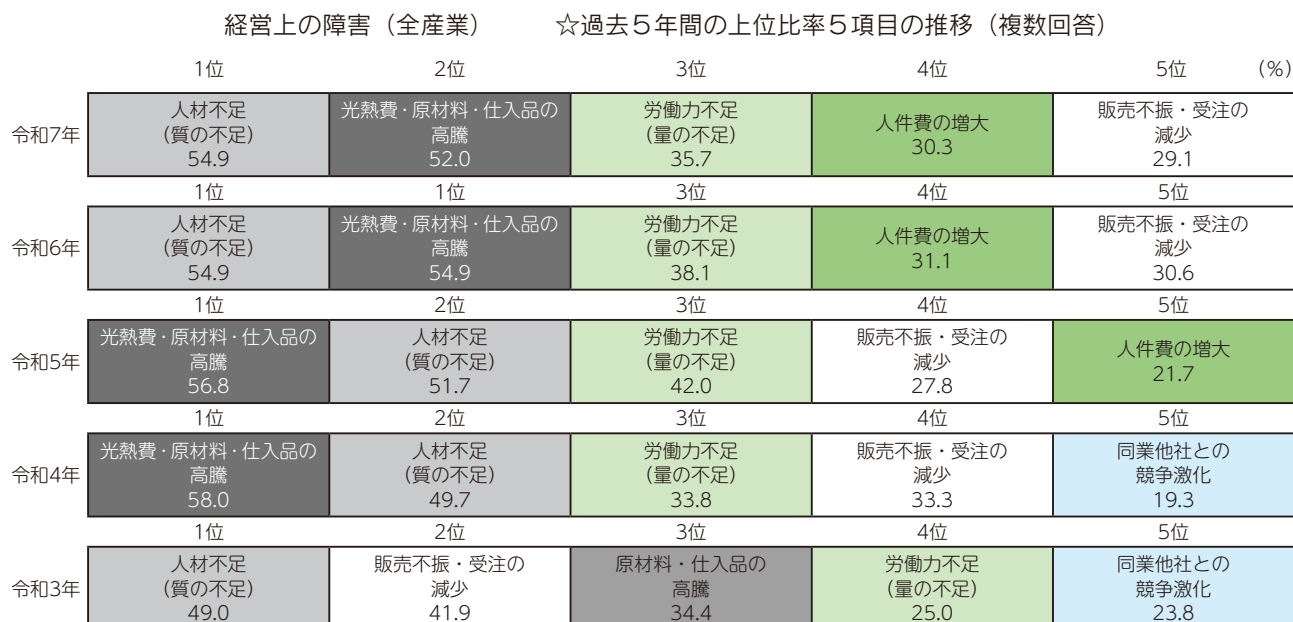 経営上の障害（全産業）　☆過去５年間の上位比率５項目の推移（複数回答）
1位 2位 3位 4位 5位 (%)
令和7年
人材不足
(質の不足)
54.9
光熱費・原材料・仕入品の
高騰
52.0
労働力不足
(量の不足)
35.7
人件費の増大
30.3
販売不振・受注の
減少
29.1
1位 1位 3位 4位 5位
令和6年
人材不足
(質の不足)
54.9
光熱費・原材料・仕入品の
高騰
54.9
労働力不足
(量の不足)
38.1
人件費の増大
31.1
販売不振・受注の
減少
30.6
1位 2位 3位 4位 5位
令和5年
光熱費・原材料・仕入品の
高騰
56.8
人材不足
(質の不足)
51.7
労働力不足
(量の不足)
42.0
販売不振・受注の
減少
27.8
人件費の増大
21.7
1位 2位 3位 4位 5位
令和4年
光熱費・原材料・仕入品の
高騰
58.0
人材不足
(質の不足)
49.7
労働力不足
(量の不足)
33.8
販売不振・受注の
減少
33.3
同業他社との
競争激化
19.3
1位 2位 3位 4位 5位
令和3年
人材不足
(質の不足)
49.0
販売不振・受注の
減少
41.9
原材料・仕入品の
高騰
34.4
労働力不足
(量の不足)
25.0
同業他社との
競争激化
23.8